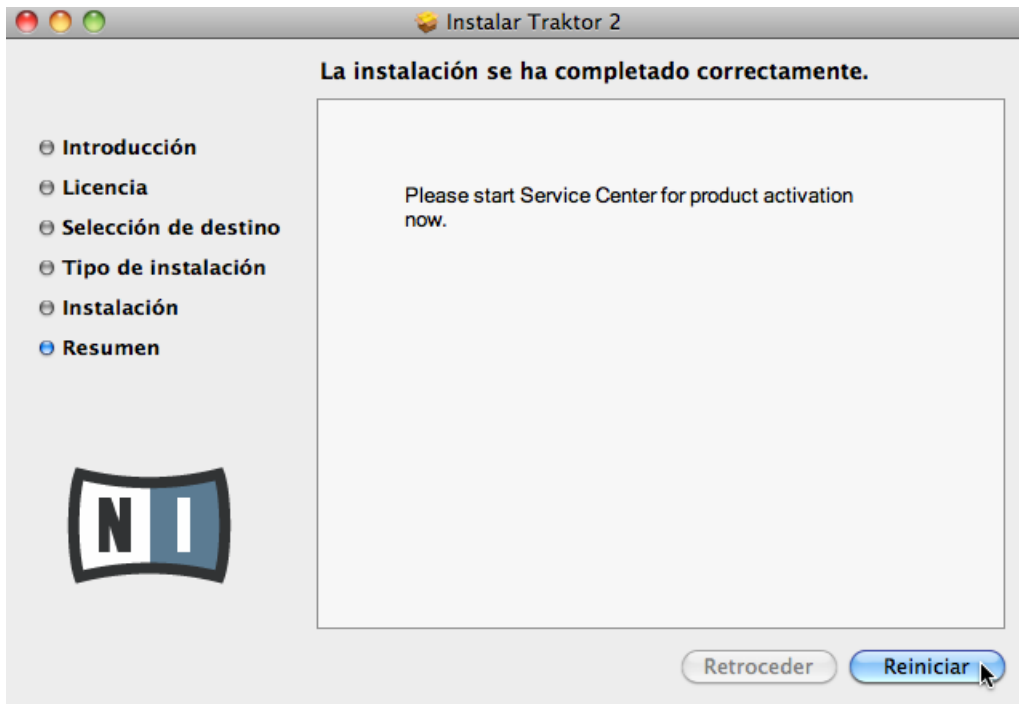 Instalar Traktor 2
La instalación se ha completado correctamente.
Introducción
Licencia
Selección de destino
Tipo de instalación
Instalación
Resumen
Please start Service Center for product activation
now.
NI
Retroceder
Reiniciar